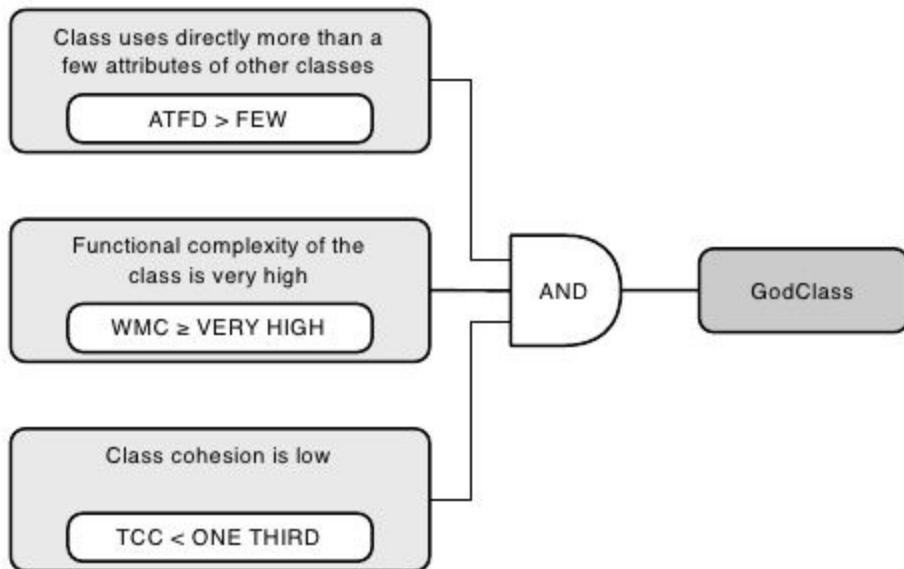 Class uses directly more than a
few attributes of other classes
ATFD > FEW
Functional complexity of the
class is very high
WMC ≥ VERY HIGH
Class cohesion is low
TCC < ONE THIRD
AND
GodClass